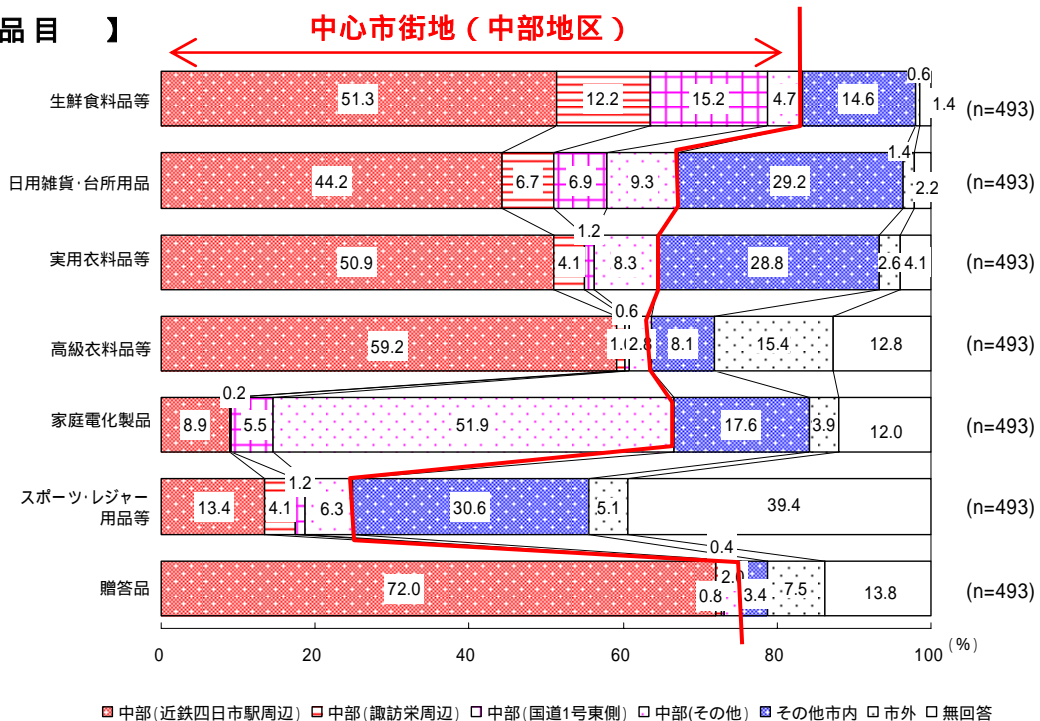 品 目 】
中心市街地（中部地区）
生鮮食料品等 51.3 12.2 15.2 4.7 14.6 0.6 1.4 (n=493)
日用雑貨・台所用品 44.2 6.7 6.9 9.3 29.2 1.4 2.2 (n=493)
実用衣料品等 50.9 4.1 1.2 8.3 28.8 2.6 4.1 (n=493)
高級衣料品等 59.2 0.6 2.8 8.1 15.4 12.8 (n=493)
家庭電化製品 8.9 0.2 5.5 51.9 17.6 3.9 12.0 (n=493)
スポーツ・レジャー
用品等 13.4 4.1 1.2 6.3 30.6 5.1 39.4 (n=493)
贈答品 72.0 0.8 0.4 2.0 3.4 7.5 13.8 (n=493)
0 20 40 60 80 100 (%)
中部(近鉄四日市駅周辺) 中部(諏訪栄周辺) 中部(国道1号東側) 中部(その他) その他市内 市外 無回答